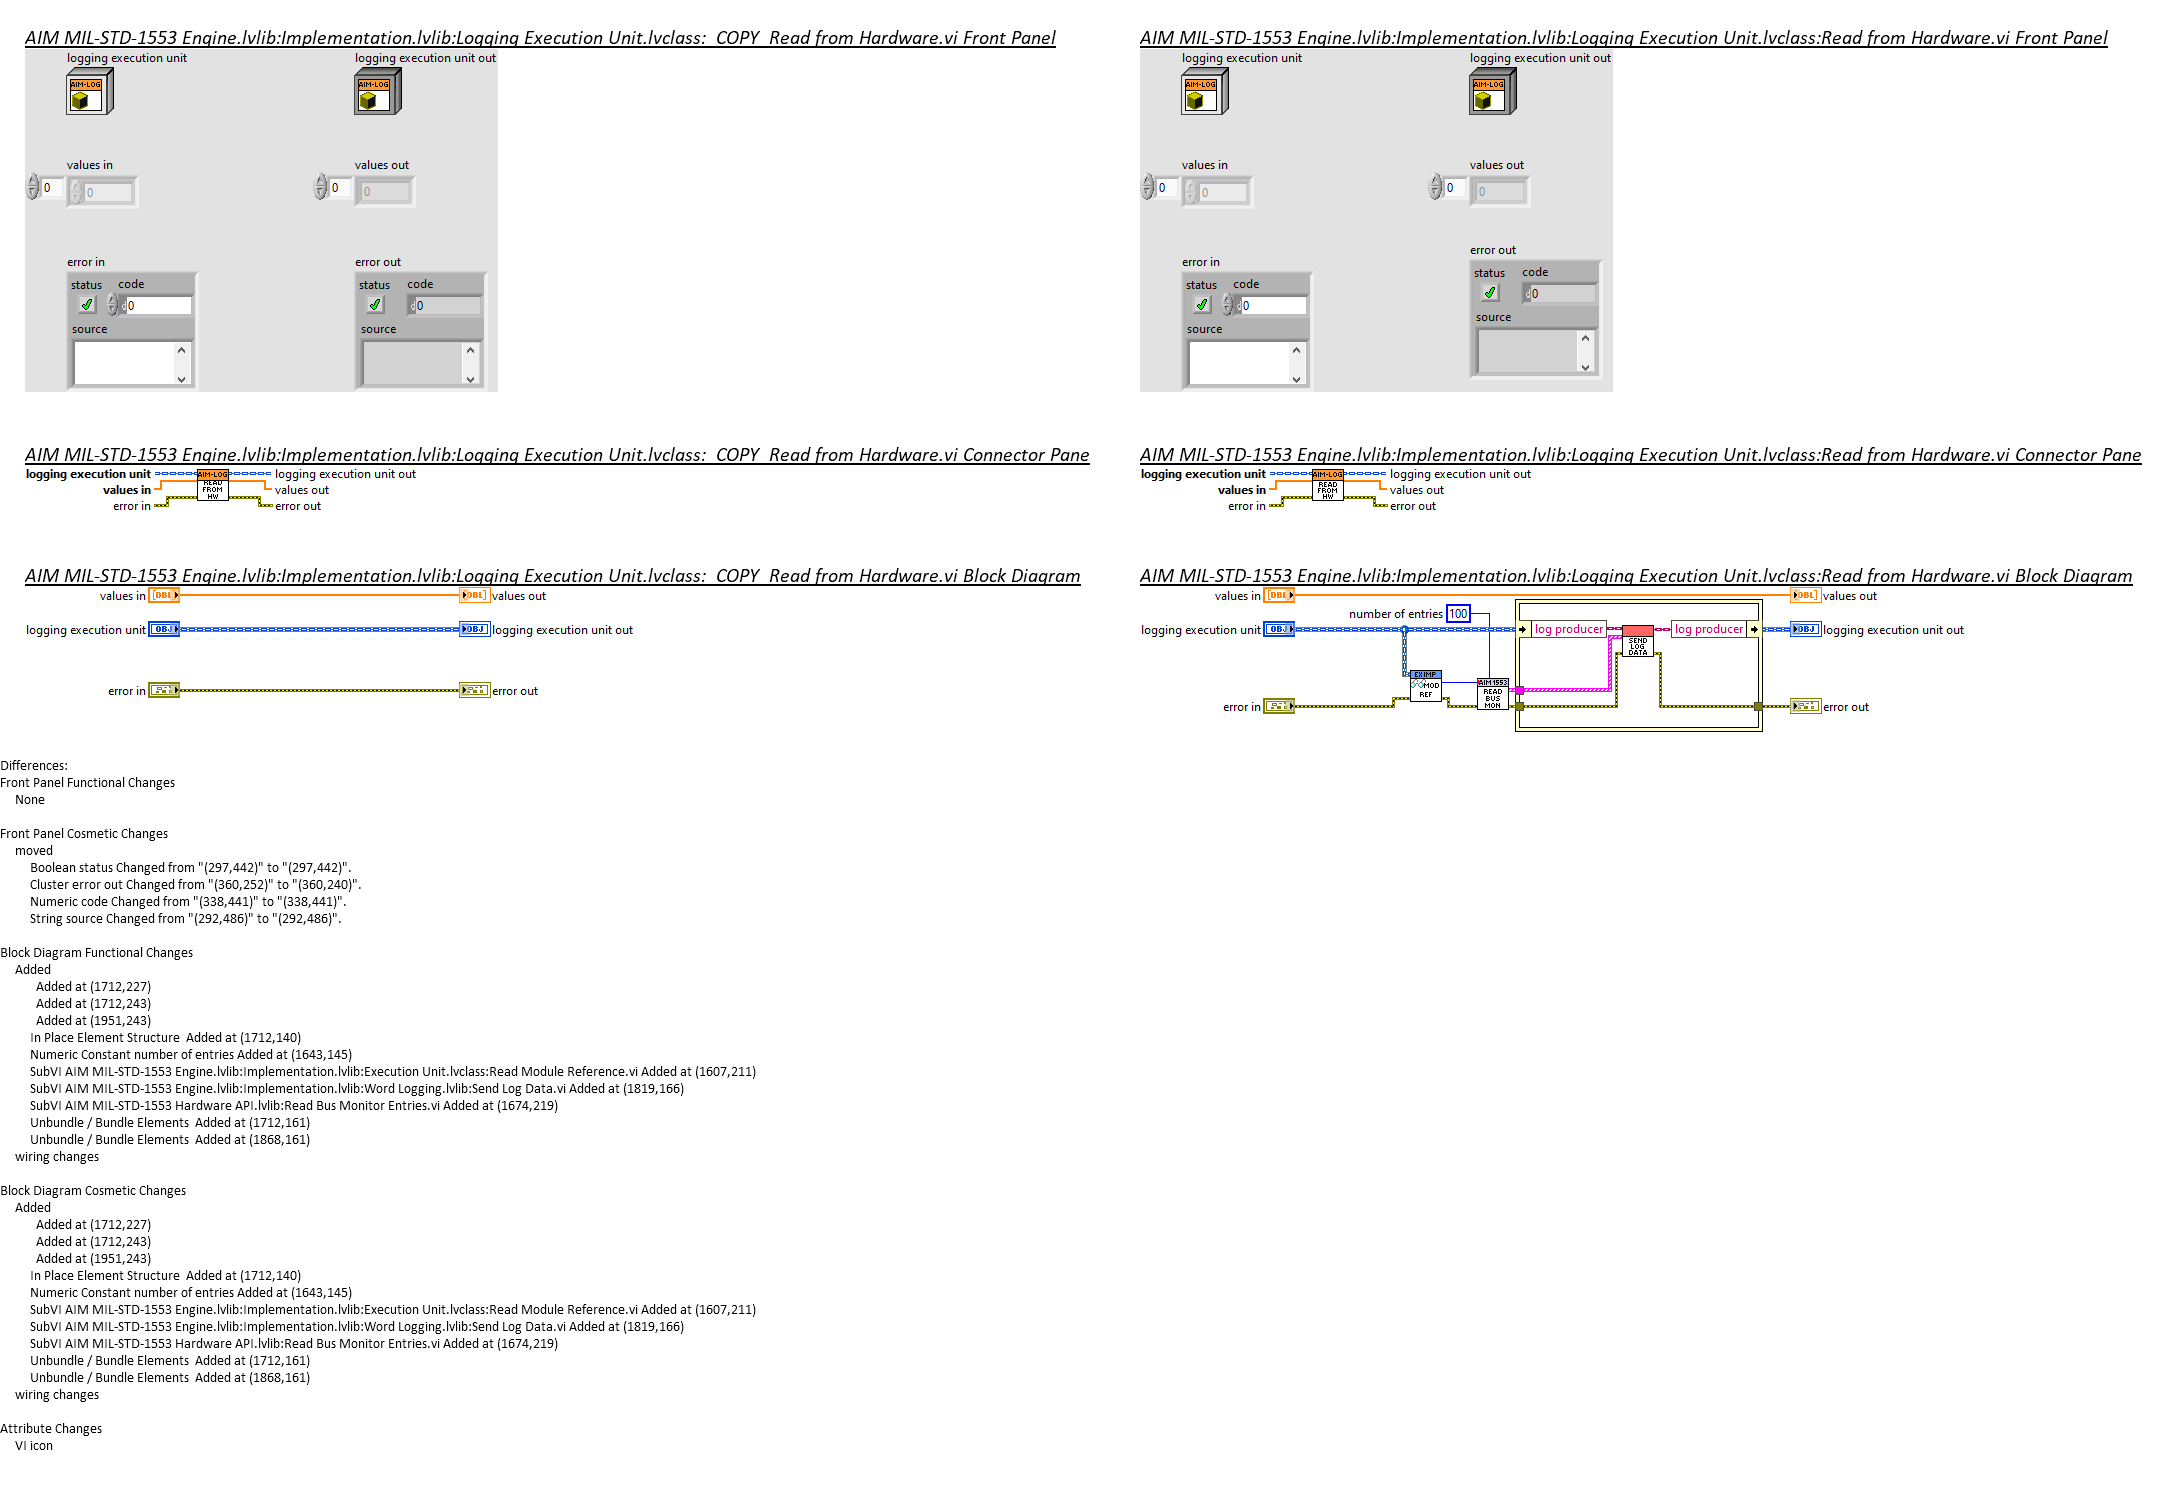 AIM MIL-STD-1553 Engine.lvlib:Implementation.lvlib:Logging Execution Unit.lvclass:  COPY  Read from Hardware.vi Front Panel
logging execution unit
logging execution unit out
AIM-LOG
AIM-LOG
values in
values out
0
0
0
0
error in
error out
status
code
status
code
0
0
source
source
AIM MIL-STD-1553 Engine.lvlib:Implementation.lvlib:Logging Execution Unit.lvclass:Read from Hardware.vi Front Panel
logging execution unit
logging execution unit out
AIM-LOG
AIM-LOG
values in
values out
0
0
0
0
error out
error in
status
code
status
code
0
0
source
source
AIM MIL-STD-1553 Engine.lvlib:Implementation.lvlib:Logging Execution Unit.lvclass:  COPY  Read from Hardware.vi Connector Pane
logging execution unit
AIM-LOG
logging execution unit out
READ
values in
FROM
values out
HW
error in
error out
AIM MIL-STD-1553 Engine.lvlib:Implementation.lvlib:Logging Execution Unit.lvclass:Read from Hardware.vi Connector Pane
logging execution unit
AIM-LOG
logging execution unit out
READ
values in
FROM
values out
HW
error in
error out
AIM MIL-STD-1553 Engine.lvlib:Implementation.lvlib:Logging Execution Unit.lvclass:  COPY  Read from Hardware.vi Block Diagram
values in
[DBL]
[DBL]
values out
logging execution unit
OBJ
OBJ
logging execution unit out
error in
error out
AIM MIL-STD-1553 Engine.lvlib:Implementation.lvlib:Logging Execution Unit.lvclass:Read from Hardware.vi Block Diagram
values in
[DBL]
[DBL]
values out
number of entries
100
logging execution unit
OBJ
log producer
SEND
LOG
DATA
log producer
OBJ
logging execution unit out
EX IMP
MOD
REF
AIM1553
READ
BUS
MON
error in
error out
Differences:
Front Panel Functional Changes
None
Front Panel Cosmetic Changes
moved
Boolean status Changed from "(297,442)" to "(297,442)".
Cluster error out Changed from "(360,252)" to "(360,240)".
Numeric code Changed from "(338,441)" to "(338,441)".
String source Changed from "(292,486)" to "(292,486)".
Block Diagram Functional Changes
Added
Added at (1712,227)
Added at (1712,243)
Added at (1951,243)
In Place Element Structure  Added at (1712,140)
Numeric Constant number of entries Added at (1643,145)
SubVI AIM MIL-STD-1553 Engine.lvlib:Implementation.lvlib:Execution Unit.lvclass:Read Module Reference.vi Added at (1607,211)
SubVI AIM MIL-STD-1553 Engine.lvlib:Implementation.lvlib:Word Logging.lvlib:Send Log Data.vi Added at (1819,166)
SubVI AIM MIL-STD-1553 Hardware API.lvlib:Read Bus Monitor Entries.vi Added at (1674,219)
Unbundle / Bundle Elements  Added at (1712,161)
Unbundle / Bundle Elements  Added at (1868,161)
wiring changes
Block Diagram Cosmetic Changes
Added
Added at (1712,227)
Added at (1712,243)
Added at (1951,243)
In Place Element Structure  Added at (1712,140)
Numeric Constant number of entries Added at (1643,145)
SubVI AIM MIL-STD-1553 Engine.lvlib:Implementation.lvlib:Execution Unit.lvclass:Read Module Reference.vi Added at (1607,211)
SubVI AIM MIL-STD-1553 Engine.lvlib:Implementation.lvlib:Word Logging.lvlib:Send Log Data.vi Added at (1819,166)
SubVI AIM MIL-STD-1553 Hardware API.lvlib:Read Bus Monitor Entries.vi Added at (1674,219)
Unbundle / Bundle Elements  Added at (1712,161)
Unbundle / Bundle Elements  Added at (1868,161)
wiring changes
Attribute Changes
VI icon